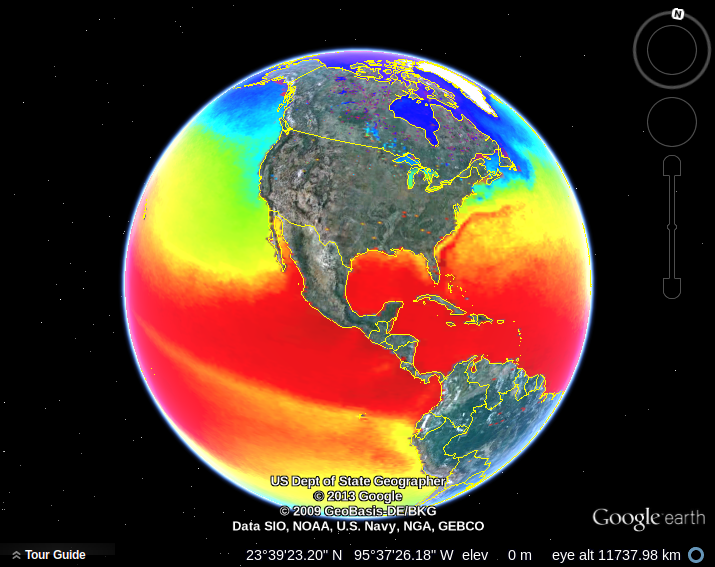 N
US Dept of State Geographer
© 2013 Google
© 2009 GeoBasis-DE/BKG
Data SIO, NOAA, U.S. Navy, NGA, GEBCO
Google earth
Tour Guide
23°39'23.20" N 95°37'26.18" W elev 0 m eye alt 11737.98 km